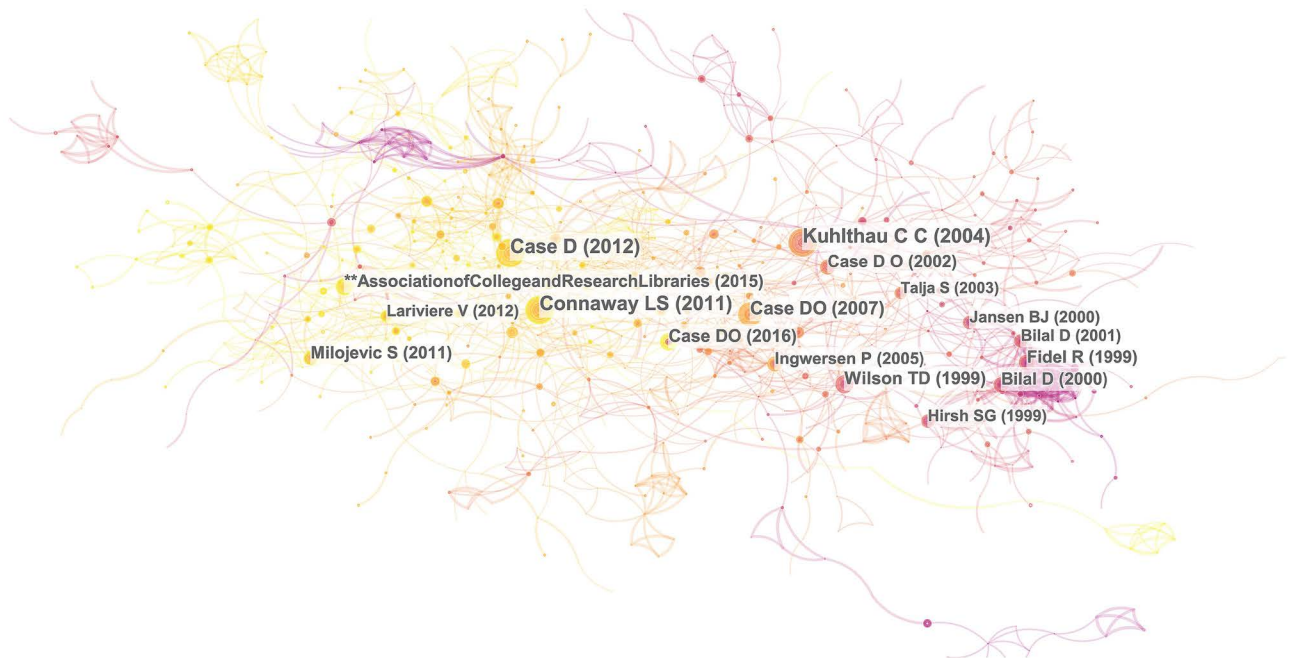 Kuhlthau C C (2004)
Case D (2012)
Case D O (2002)
**AssociationofCollegeandResearchLibraries (2015)
Talja S (2003)
Connaway LS (2011)
Case DO (2007)
Lariviere V (2012)
Jansen BJ (2000)
Case DO (2016)
Bilal D (2001)
Milojevic S (2011)
Ingwersen P (2005)
Fidel R (1999)
Wilson TD (1999)
Bilal D (2000)
Hirsh SG (1999)